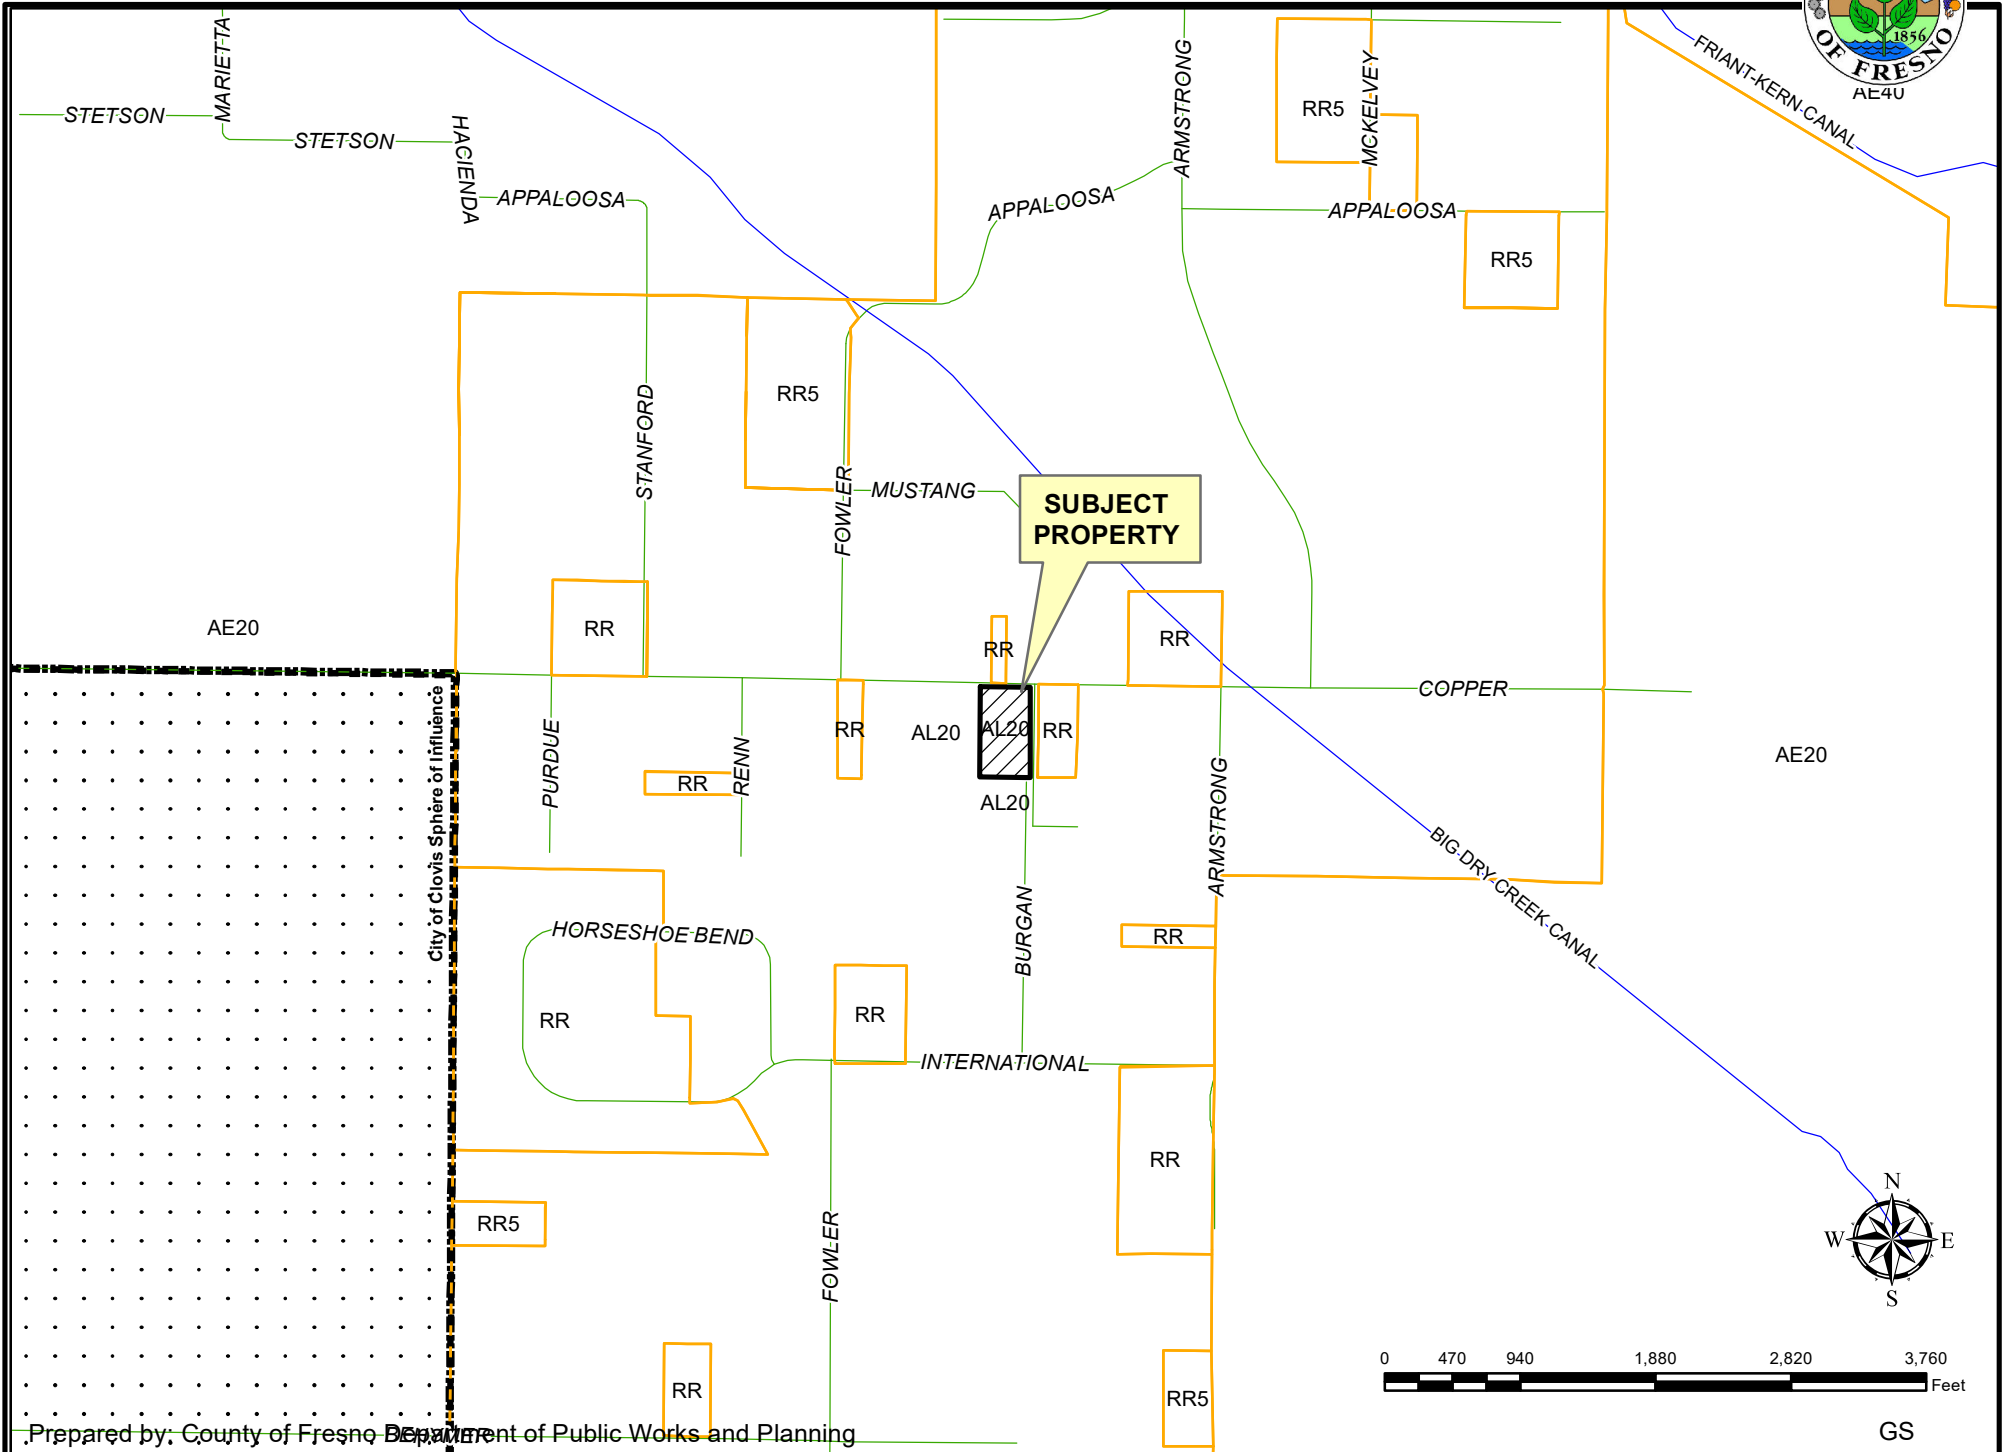 MARIETTA
ARMSTRONG
MCKELVEY
FRIANT-KERN-CANAL
1856
OF FRESNO
AE40
STETSON
STETSON
HACIENDA
APPALOOSA
APPALOOSA
APPALOOSA
RR5
RR5
RR5
STANFORD
FOWLER
MUSTANG
SUBJECT
PROPERTY
AE20
RR
RR
RR
COPPER
City of Clovis Sphere of Influence
PURDUE
RENN
RR
RR
AL20
AL20
RR
AL20
ARMSTRONG
AE20
BIG-DRY-CREEK-CANAL
HORSESHOE BEND
BURGAN
RR
RR
RR
INTERNATIONAL
RR
RR5
FOWLER
N
W
E
S
RR
RR5
0 470 940 1,880 2,820 3,760
Feet
BEHYMER
Prepared by: County of Fresno Department of Public Works and Planning
GS